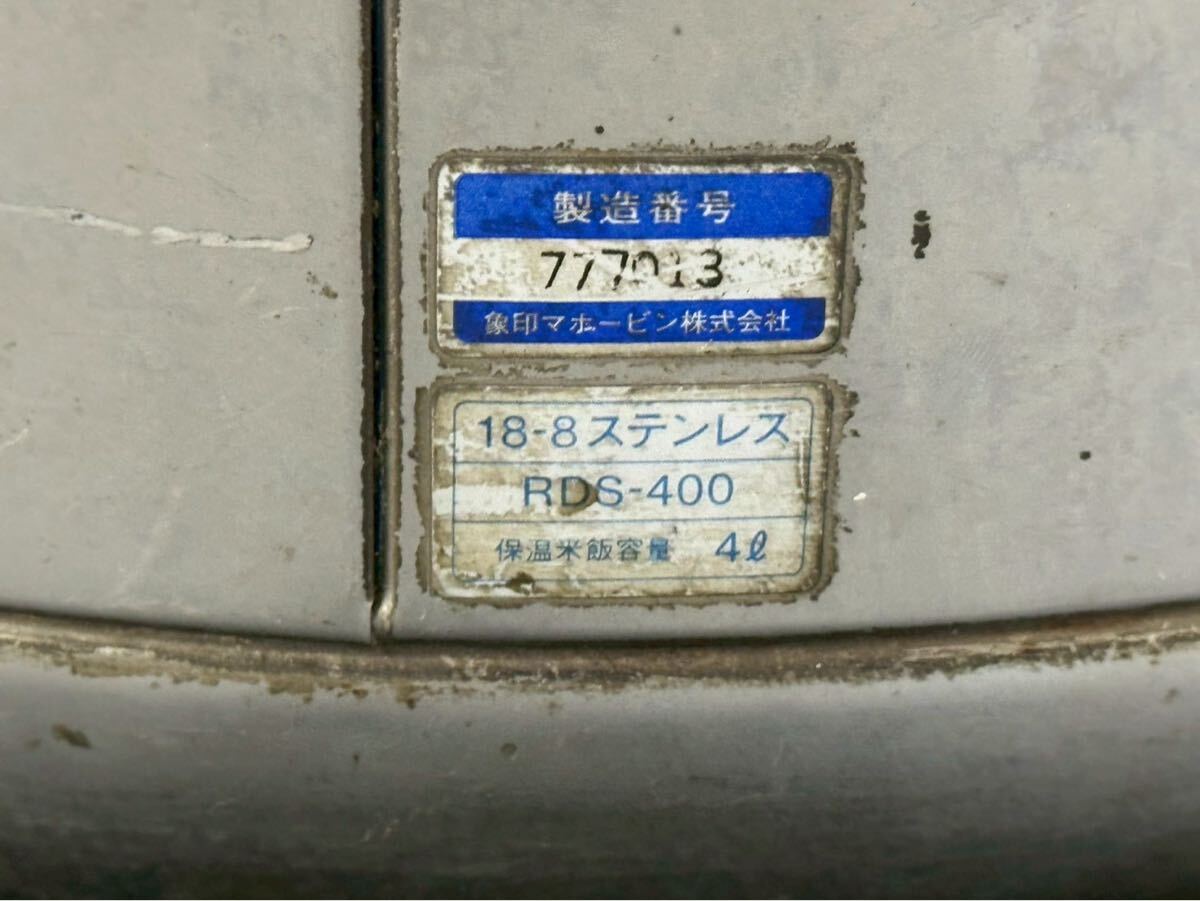 製造番号
777013
象印マホービン株式会社
18-8ステンレス
RDS-400
保温米飯容量 4ℓ